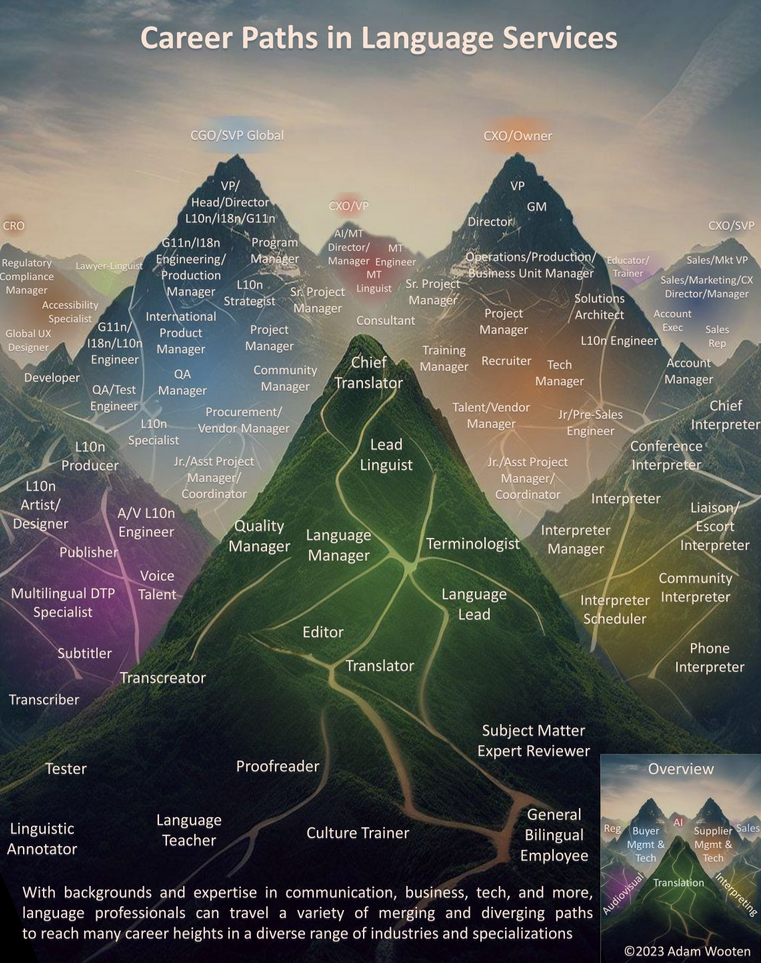 Career Paths in Language Services
CGO/SVP Global
CXO/Owner
VP/
Head/Director
L10n/I18n/G11n
CXO/VP
VP
GM
Director
CRO
CXO/SVP
AI/MT
Director/
Manager
MT
Engineer
MT
Linguist
G11n/I18n
Engineering/
Production
Manager
Program
Manager
L10n
Strategist
Sr. Project
Manager
Sr. Project
Manager
Operations/Production/
Business Unit Manager
Educator/
Trainer
Sales/Mkt VP
Sales/Marketing/CX
Director/Manager
Regulatory
Compliance
Manager
Lawyer-Linguist
Accessibility
Specialist
Global UX
Designer
G11n/
I18n/L10n
Engineer
International
Product
Manager
Project
Manager
Consultant
Project
Manager
Solutions
Architect
L10n Engineer
Account
Exec
Sales
Rep
Developer
QA/Test
Engineer
QA
Manager
Community
Manager
Chief
Translator
Training
Manager
Recruiter
Tech
Manager
Account
Manager
L10n
Specialist
Procurement/
Vendor Manager
Talent/Vendor
Manager
Jr/Pre-Sales
Engineer
Chief
Interpreter
L10n
Producer
Jr./Asst Project
Manager/
Coordinator
Lead
Linguist
Jr./Asst Project
Manager/
Coordinator
Conference
Interpreter
L10n
Artist/
Designer
A/V L10n
Engineer
Quality
Manager
Language
Manager
Terminologist
Interpreter
Interpreter
Manager
Liaison/
Escort
Interpreter
Publisher
Voice
Talent
Multilingual DTP
Specialist
Language
Lead
Community
Interpreter
Interpreter
Scheduler
Editor
Subtitler
Transcreator
Translator
Phone
Interpreter
Transcriber
Subject Matter
Expert Reviewer
Tester
Proofreader
Linguistic
Annotator
Language
Teacher
Culture Trainer
General
Bilingual
Employee
Overview
Reg
Buyer
Mgmt &
Tech
AI
Supplier
Mgmt &
Tech
Sales
Audiovisual
Translation
Interpreting
With backgrounds and expertise in communication, business, tech, and more,
language professionals can travel a variety of merging and diverging paths
to reach many career heights in a diverse range of industries and specializations
©2023 Adam Wooten